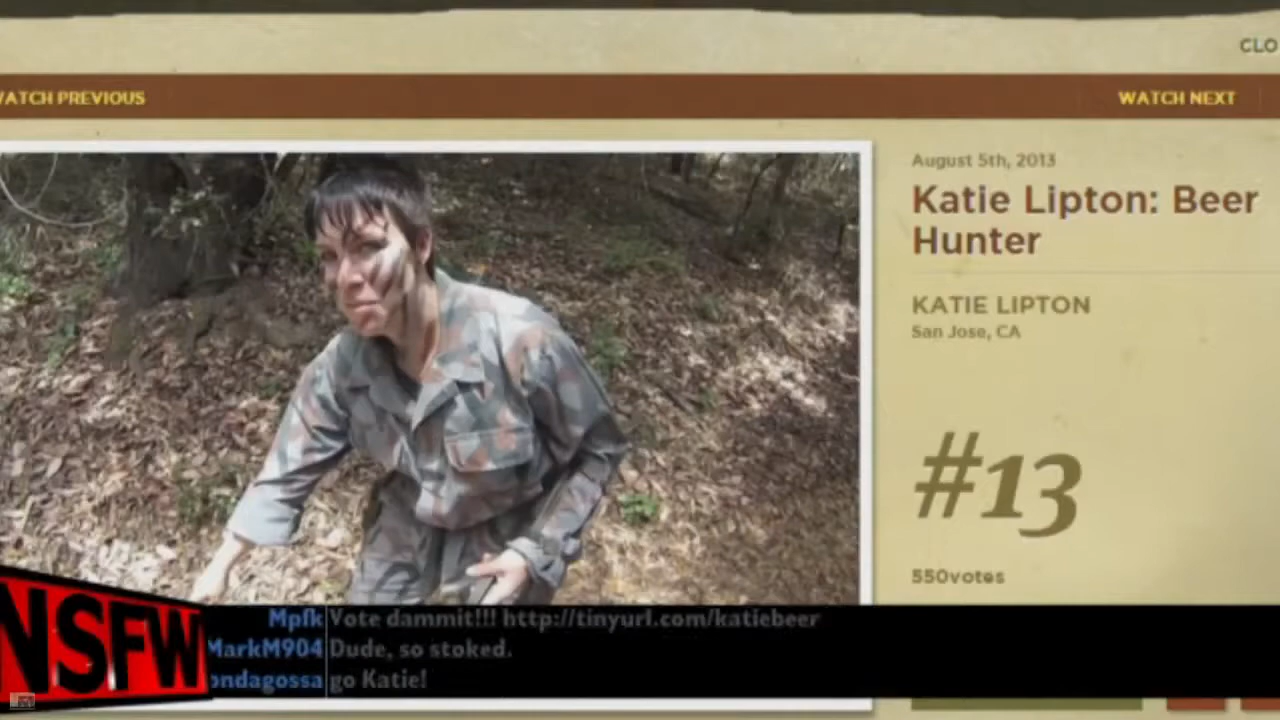 CLO
WATCH PREVIOUS
WATCH NEXT
August 5th, 2013
Katie Lipton: Beer
Hunter
KATIE LIPTON
San Jose, CA
#13
550votes
Mpfk Vote dammit!!! http://tinyurl.com/katiebeer
MarkM904 Dude, so stoked.
ondagossa go Katie!
NSFW